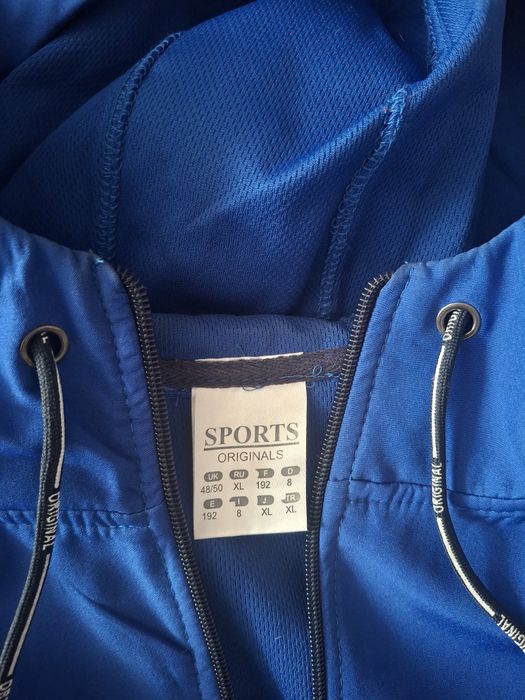 SPORTS
ORIGINALS
UK RU F D
48/50 XL 192 8
E I J TR
192 8 XL XL
ORIGINAL
ORIGINAL